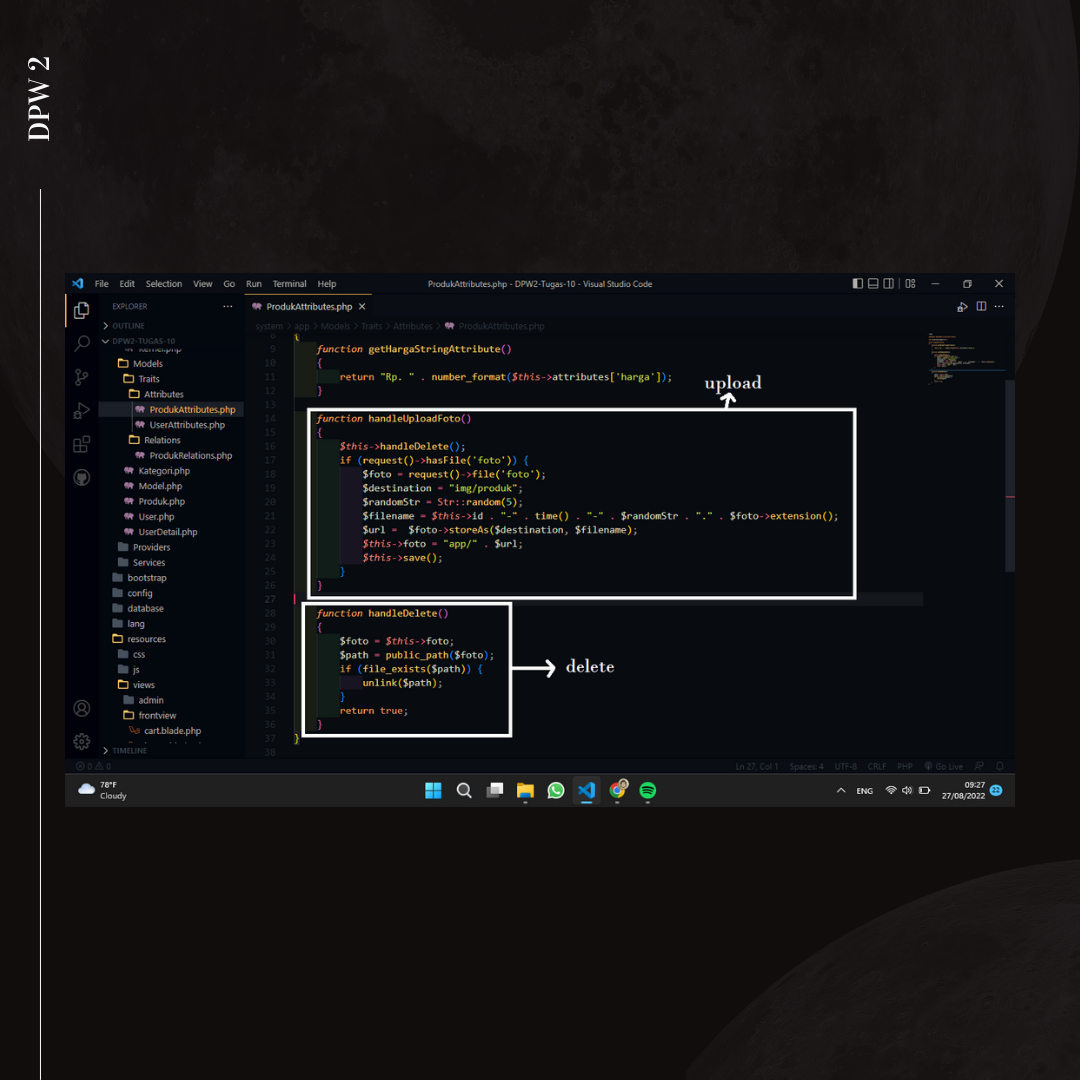 DPW 2
File Edit Selection View Go Run Terminal Help
ProdukAttributes.php - DPW2-Tugas-10 - Visual Studio Code
EXPLORER
OUTLINE
DPW2-TUGAS-10
Kernel.php
Models
Traits
Attributes
ProdukAttributes.php
UserAttributes.php
Relations
ProdukRelations.php
Kategori.php
Model.php
Produk.php
User.php
UserDetail.php
Providers
Services
bootstrap
config
database
lang
resources
css
js
views
admin
frontview
cart.blade.php
TIMELINE
ProdukAttributes.php
system > app > Models > Traits > Attributes > ProdukAttributes.php
8 {
9 function getHargaStringAttribute()
10 {
11 return "Rp. " . number_format($this->attributes['harga']);
12 }
13
upload
14 function handleUploadFoto()
15 {
16 $this->handleDelete();
17 if (request()->hasFile('foto')) {
18 $foto = request()->file('foto');
19 $destination = "img/produk";
20 $randomStr = Str::random(5);
21 $filename = $this->id . "-" . time() . "-" . $randomStr . "." . $foto->extension();
22 $url = $foto->storeAs($destination, $filename);
23 $this->foto = "app/" . $url;
24 $this->save();
25 }
26 }
27
28 function handleDelete()
29 {
30 $foto = $this->foto;
31 $path = public_path($foto);
32 if (file_exists($path)) {
33 unlink($path);
34 }
35 return true;
36 }
37 }
38
delete
0 0
Ln 27, Col 1 Spaces: 4 UTF-8 CRLF PHP Go Live
78°F
Cloudy
ENG
09:27
27/08/2022
22